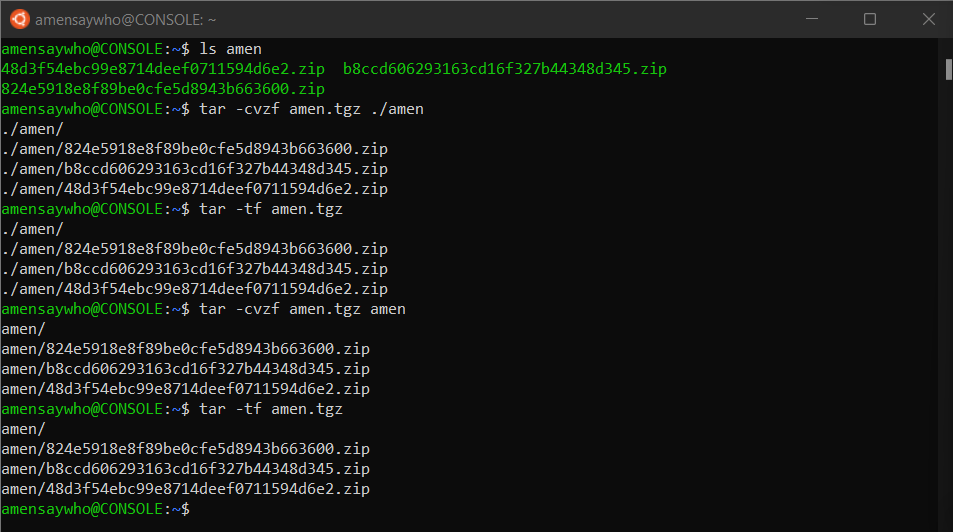 amensaywho@CONSOLE: ~
amensaywho@CONSOLE:~$ ls amen
48d3f54ebc99e8714deef0711594d6e2.zip  b8ccd606293163cd16f327b44348d345.zip
824e5918e8f89be0cfe5d8943b663600.zip
amensaywho@CONSOLE:~$ tar -cvzf amen.tgz ./amen
./amen/
./amen/824e5918e8f89be0cfe5d8943b663600.zip
./amen/b8ccd606293163cd16f327b44348d345.zip
./amen/48d3f54ebc99e8714deef0711594d6e2.zip
amensaywho@CONSOLE:~$ tar -tf amen.tgz
./amen/
./amen/824e5918e8f89be0cfe5d8943b663600.zip
./amen/b8ccd606293163cd16f327b44348d345.zip
./amen/48d3f54ebc99e8714deef0711594d6e2.zip
amensaywho@CONSOLE:~$ tar -cvzf amen.tgz amen
amen/
amen/824e5918e8f89be0cfe5d8943b663600.zip
amen/b8ccd606293163cd16f327b44348d345.zip
amen/48d3f54ebc99e8714deef0711594d6e2.zip
amensaywho@CONSOLE:~$ tar -tf amen.tgz
amen/
amen/824e5918e8f89be0cfe5d8943b663600.zip
amen/b8ccd606293163cd16f327b44348d345.zip
amen/48d3f54ebc99e8714deef0711594d6e2.zip
amensaywho@CONSOLE:~$